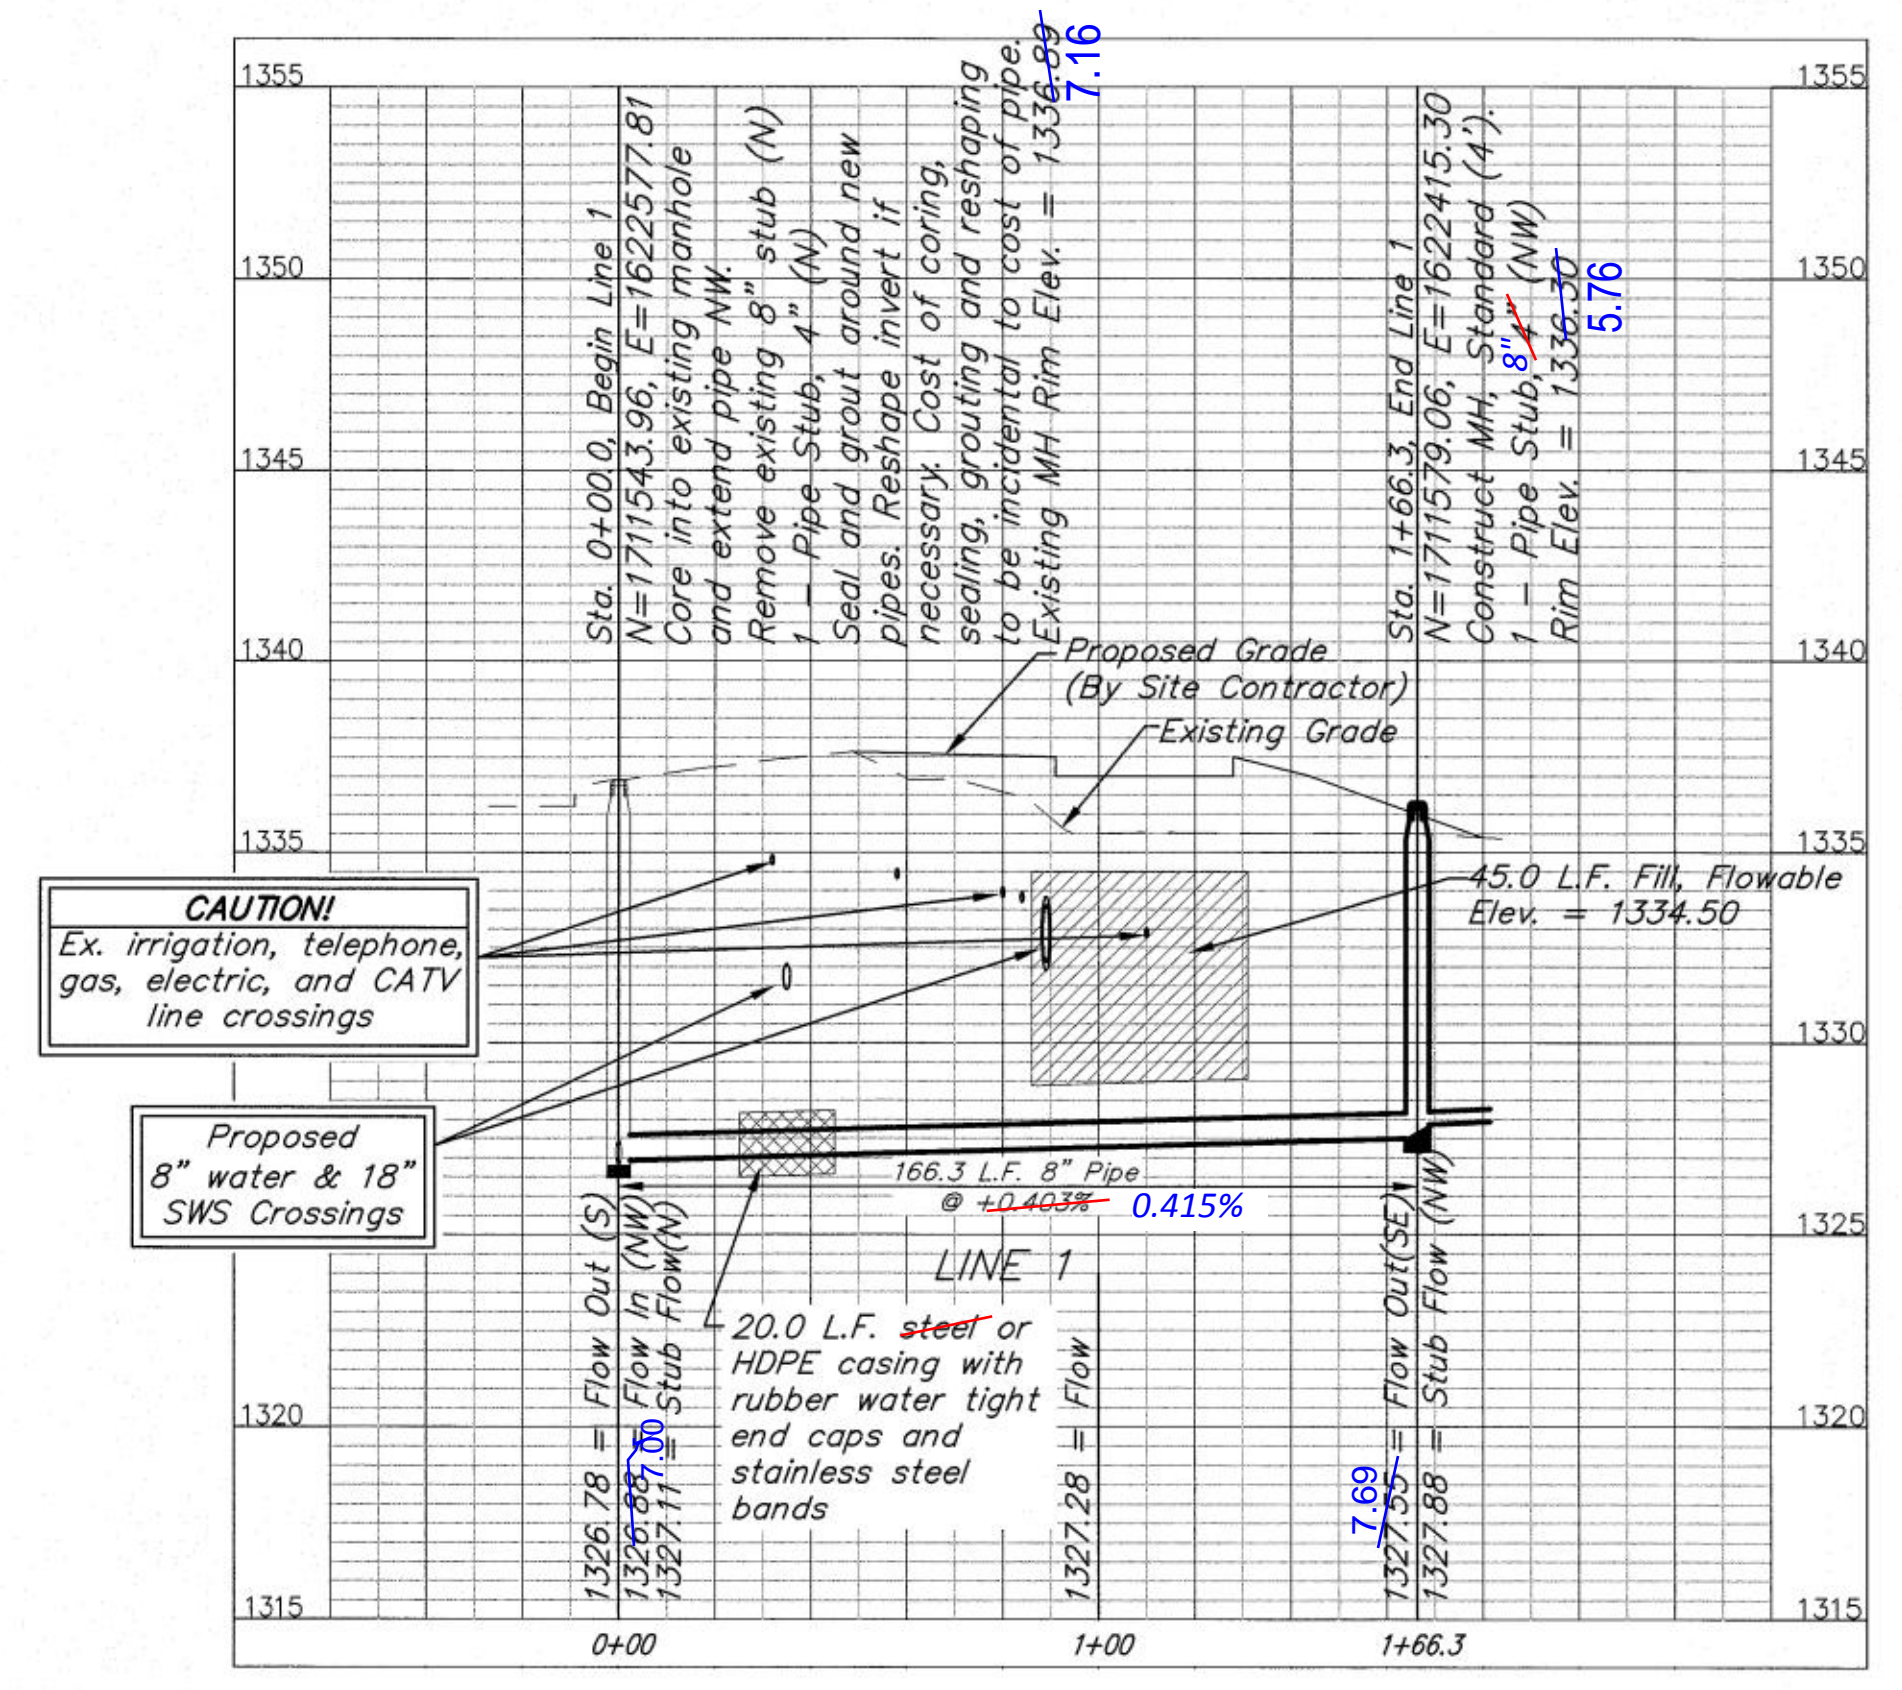 1355
1350
1345
1340
1335
1330
1325
1320
1315
1355
1350
1345
1340
1335
1330
1325
1320
1315
Sta. 0+00.0, Begin Line 1
N=1711543.96, E=1622577.81
Core into existing manhole
and extend pipe NW.
Remove existing 8" stub (N)
1 - Pipe Stub, 4" (N)
Seal and grout around new
pipes. Reshape invert if
necessary. Cost of coring,
sealing, grouting and reshaping
to be incidental to cost of pipe.
Existing MH Rim Elev. = 1336.89
7.16
Sta. 1+66.3, End Line 1
N=1711579.06, E=1622415.30
Construct MH, Standard (4').
1 - Pipe Stub, 4" (NW)
8"
Rim Elev. = 1336.30
5.76
Proposed Grade
(By Site Contractor)
Existing Grade
45.0 L.F. Fill, Flowable
Elev. = 1334.50
CAUTION!
Ex. irrigation, telephone,
gas, electric, and CATV
line crossings
Proposed
8" water & 18"
SWS Crossings
166.3 L.F. 8" Pipe
@ +0.403% 0.415%
LINE 1
20.0 L.F. steel or
HDPE casing with
rubber water tight
end caps and
stainless steel
bands
1326.78 = Flow Out (S)
1326.88 = Flow In (NW)
7.00
1327.11 = Stub Flow(N)
1327.28 = Flow
1327.55 = Flow Out(SE)
7.69
1327.88 = Stub Flow (NW)
0+00
1+00
1+66.3